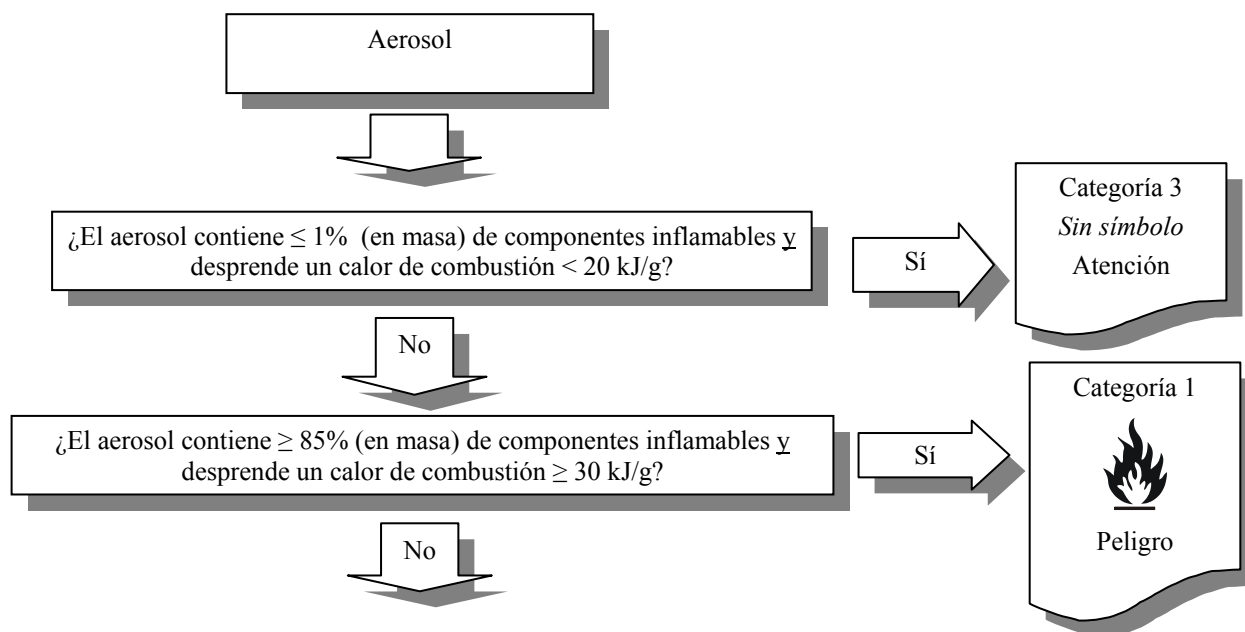 Aerosol
¿El aerosol contiene ≤ 1% (en masa) de componentes inflamables y
desprende un calor de combustión < 20 kJ/g?
Sí
Categoría 3
Sin símbolo
Atención
No
¿El aerosol contiene ≥ 85% (en masa) de componentes inflamables y
desprende un calor de combustión ≥ 30 kJ/g?
Sí
Categoría 1
Peligro
No